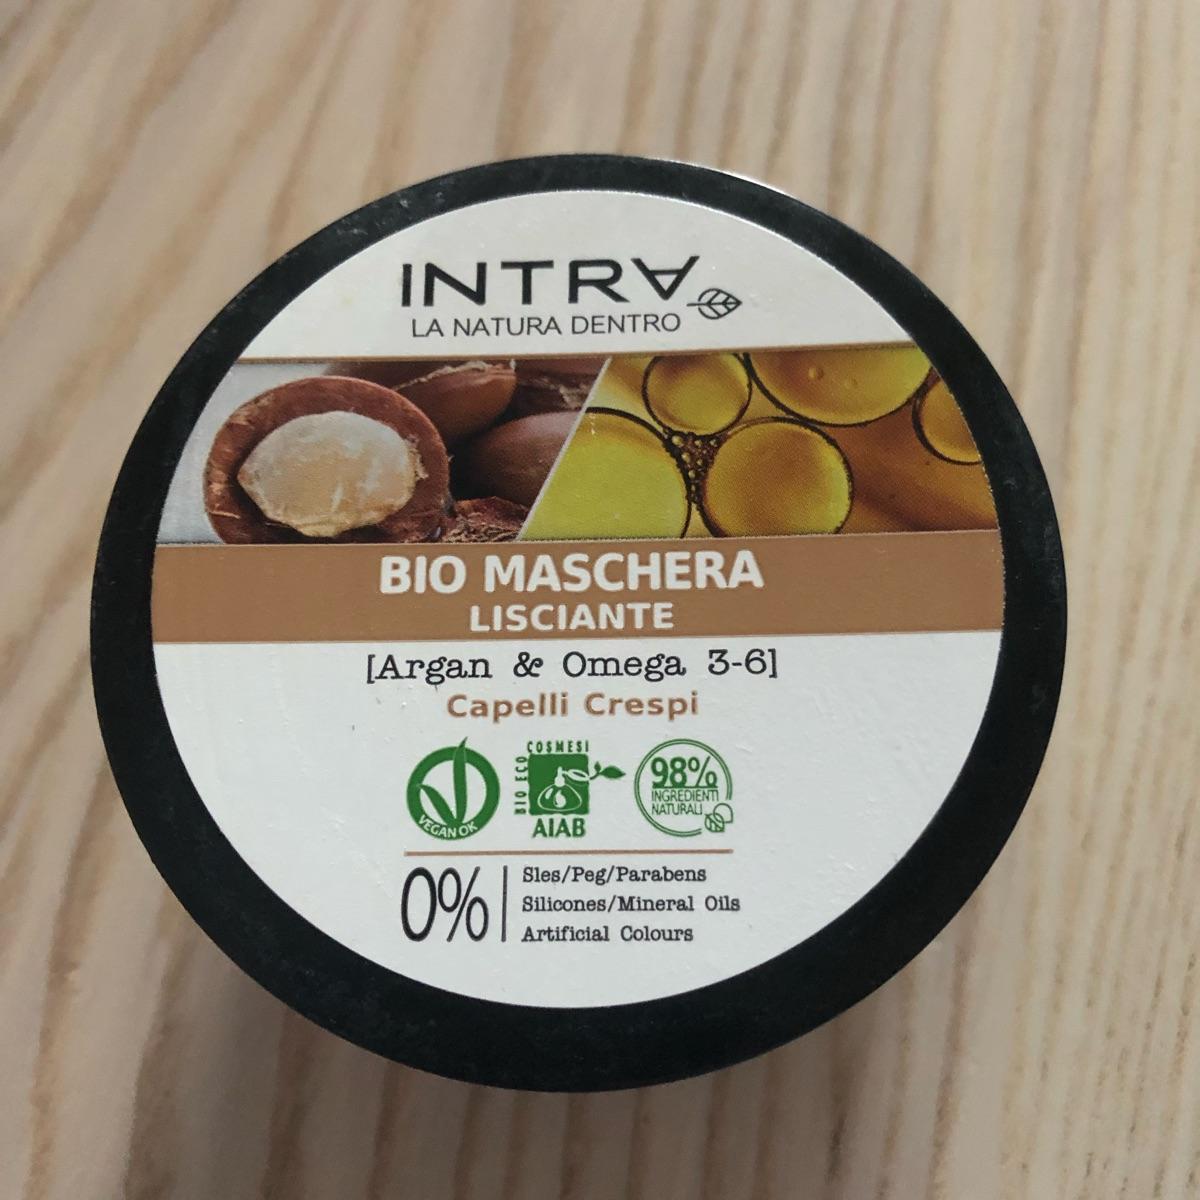 INTRA
LA NATURA DENTRO
BIO MASCHERA
LISCIANTE
[Argan & Omega 3-6]
Capelli Crespi
VEGAN OK
BIO ECO COSMESI
AIAB
98%
INGREDIENTI
NATURALI
0%
Sles/Peg/Parabens
Silicones/Mineral Oils
Artificial Colours